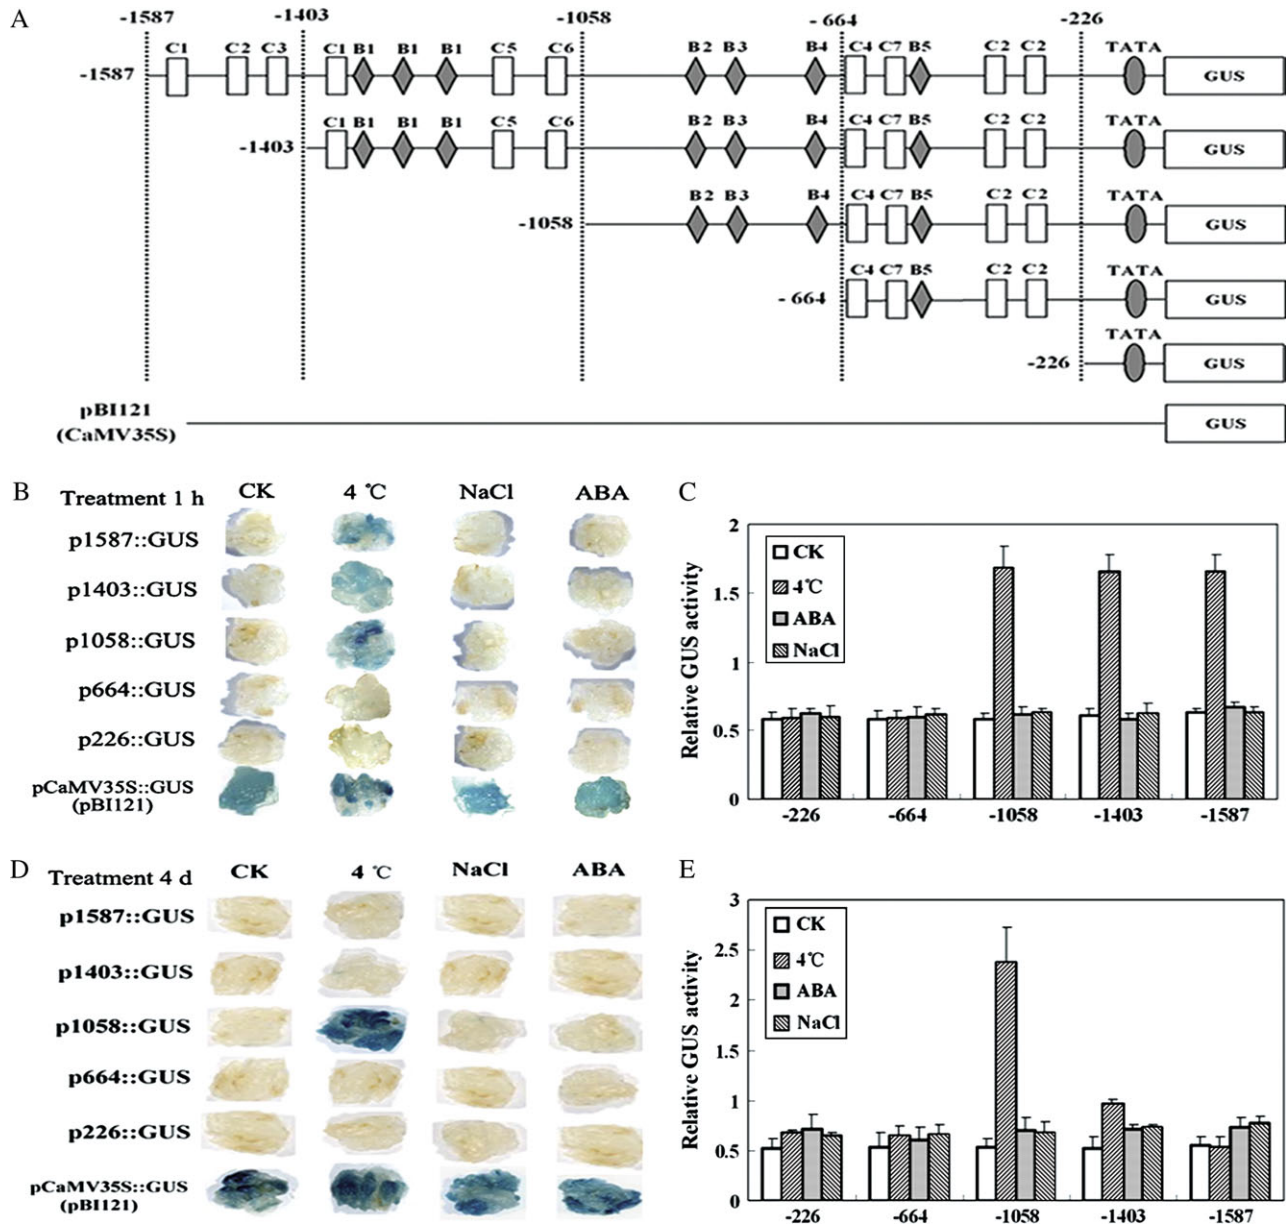 A
-1587 -1403 -1058 - 664 -226
C1 C2 C3 C1 B1 B1 B1 C5 C6 B2 B3 B4 C4 C7 B5 C2 C2 TATA
-1587 GUS
C1 B1 B1 B1 C5 C6 B2 B3 B4 C4 C7 B5 C2 C2 TATA
-1403 GUS
B2 B3 B4 C4 C7 B5 C2 C2 TATA
-1058 GUS
C4 C7 B5 C2 C2 TATA
- 664 GUS
TATA
-226 GUS
pBI121
(CaMV35S) GUS
B
Treatment 1 h CK 4 ℃ NaCl ABA
p1587::GUS
p1403::GUS
p1058::GUS
p664::GUS
p226::GUS
pCaMV35S::GUS
(pBI121)
C
Relative GUS activity
2
1.5
1
0.5
0
CK
4℃
ABA
NaCl
-226 -664 -1058 -1403 -1587
D
Treatment 4 d CK 4 ℃ NaCl ABA
p1587::GUS
p1403::GUS
p1058::GUS
p664::GUS
p226::GUS
pCaMV35S::GUS
(pBI121)
E
Relative GUS activity
3
2.5
2
1.5
1
0.5
0
CK
4℃
ABA
NaCl
-226 -664 -1058 -1403 -1587